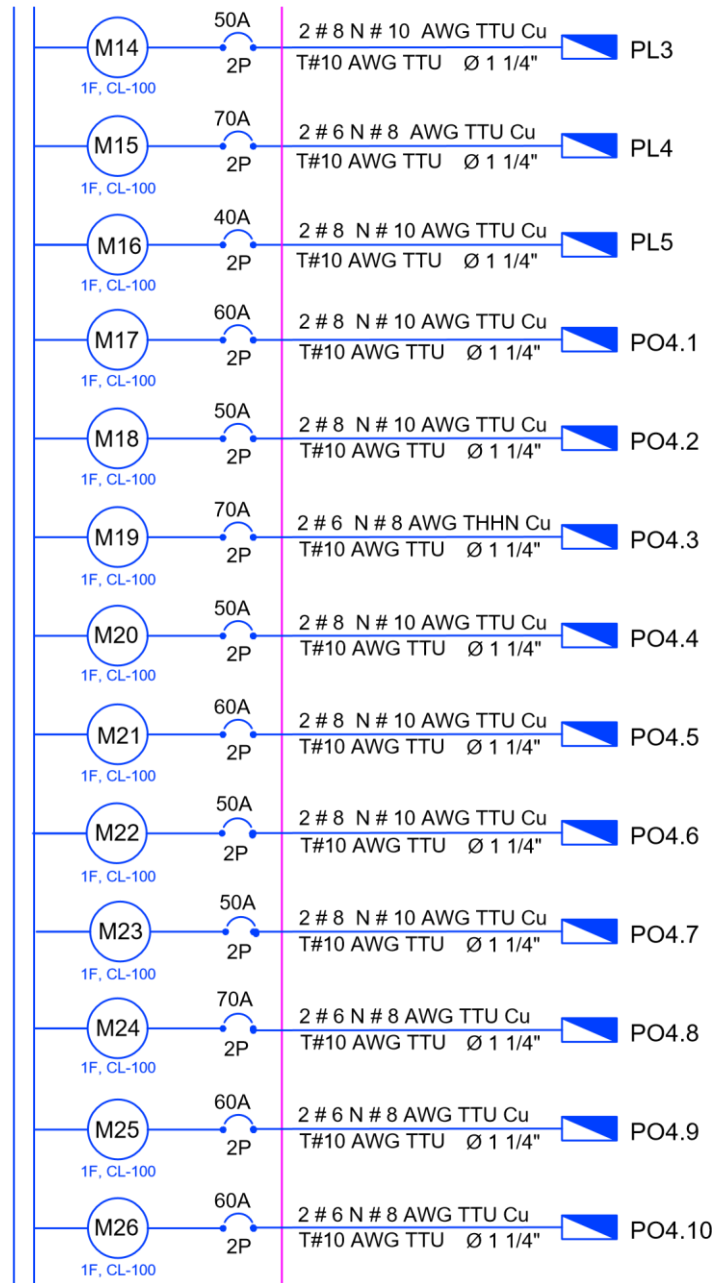 50A
2 # 8 N # 10 AWG TTU Cu
M14
PL3
2P
T#10 AWG TTU Ø 1 1/4"
1F, CL-100
70A
2 # 6 N # 8 AWG TTU Cu
M15
PL4
2P
T#10 AWG TTU Ø 1 1/4"
1F, CL-100
40A
2 # 8 N # 10 AWG TTU Cu
M16
PL5
2P
T#10 AWG TTU Ø 1 1/4"
1F, CL-100
60A
2 # 8 N # 10 AWG TTU Cu
M17
PO4.1
2P
T#10 AWG TTU Ø 1 1/4"
1F, CL-100
50A
2 # 8 N # 10 AWG TTU Cu
M18
PO4.2
2P
T#10 AWG TTU Ø 1 1/4"
1F, CL-100
70A
2 # 6 N # 8 AWG THHN Cu
M19
PO4.3
2P
T#10 AWG TTU Ø 1 1/4"
1F, CL-100
50A
2 # 8 N # 10 AWG TTU Cu
M20
PO4.4
2P
T#10 AWG TTU Ø 1 1/4"
1F, CL-100
60A
2 # 8 N # 10 AWG TTU Cu
M21
PO4.5
2P
T#10 AWG TTU Ø 1 1/4"
1F, CL-100
50A
2 # 8 N # 10 AWG TTU Cu
M22
PO4.6
2P
T#10 AWG TTU Ø 1 1/4"
1F, CL-100
50A
2 # 8 N # 10 AWG TTU Cu
M23
PO4.7
2P
T#10 AWG TTU Ø 1 1/4"
1F, CL-100
70A
2 # 6 N # 8 AWG TTU Cu
M24
PO4.8
2P
T#10 AWG TTU Ø 1 1/4"
1F, CL-100
60A
2 # 6 N # 8 AWG TTU Cu
M25
PO4.9
2P
T#10 AWG TTU Ø 1 1/4"
1F, CL-100
60A
2 # 6 N # 8 AWG TTU Cu
M26
PO4.10
2P
T#10 AWG TTU Ø 1 1/4"
1F, CL-100